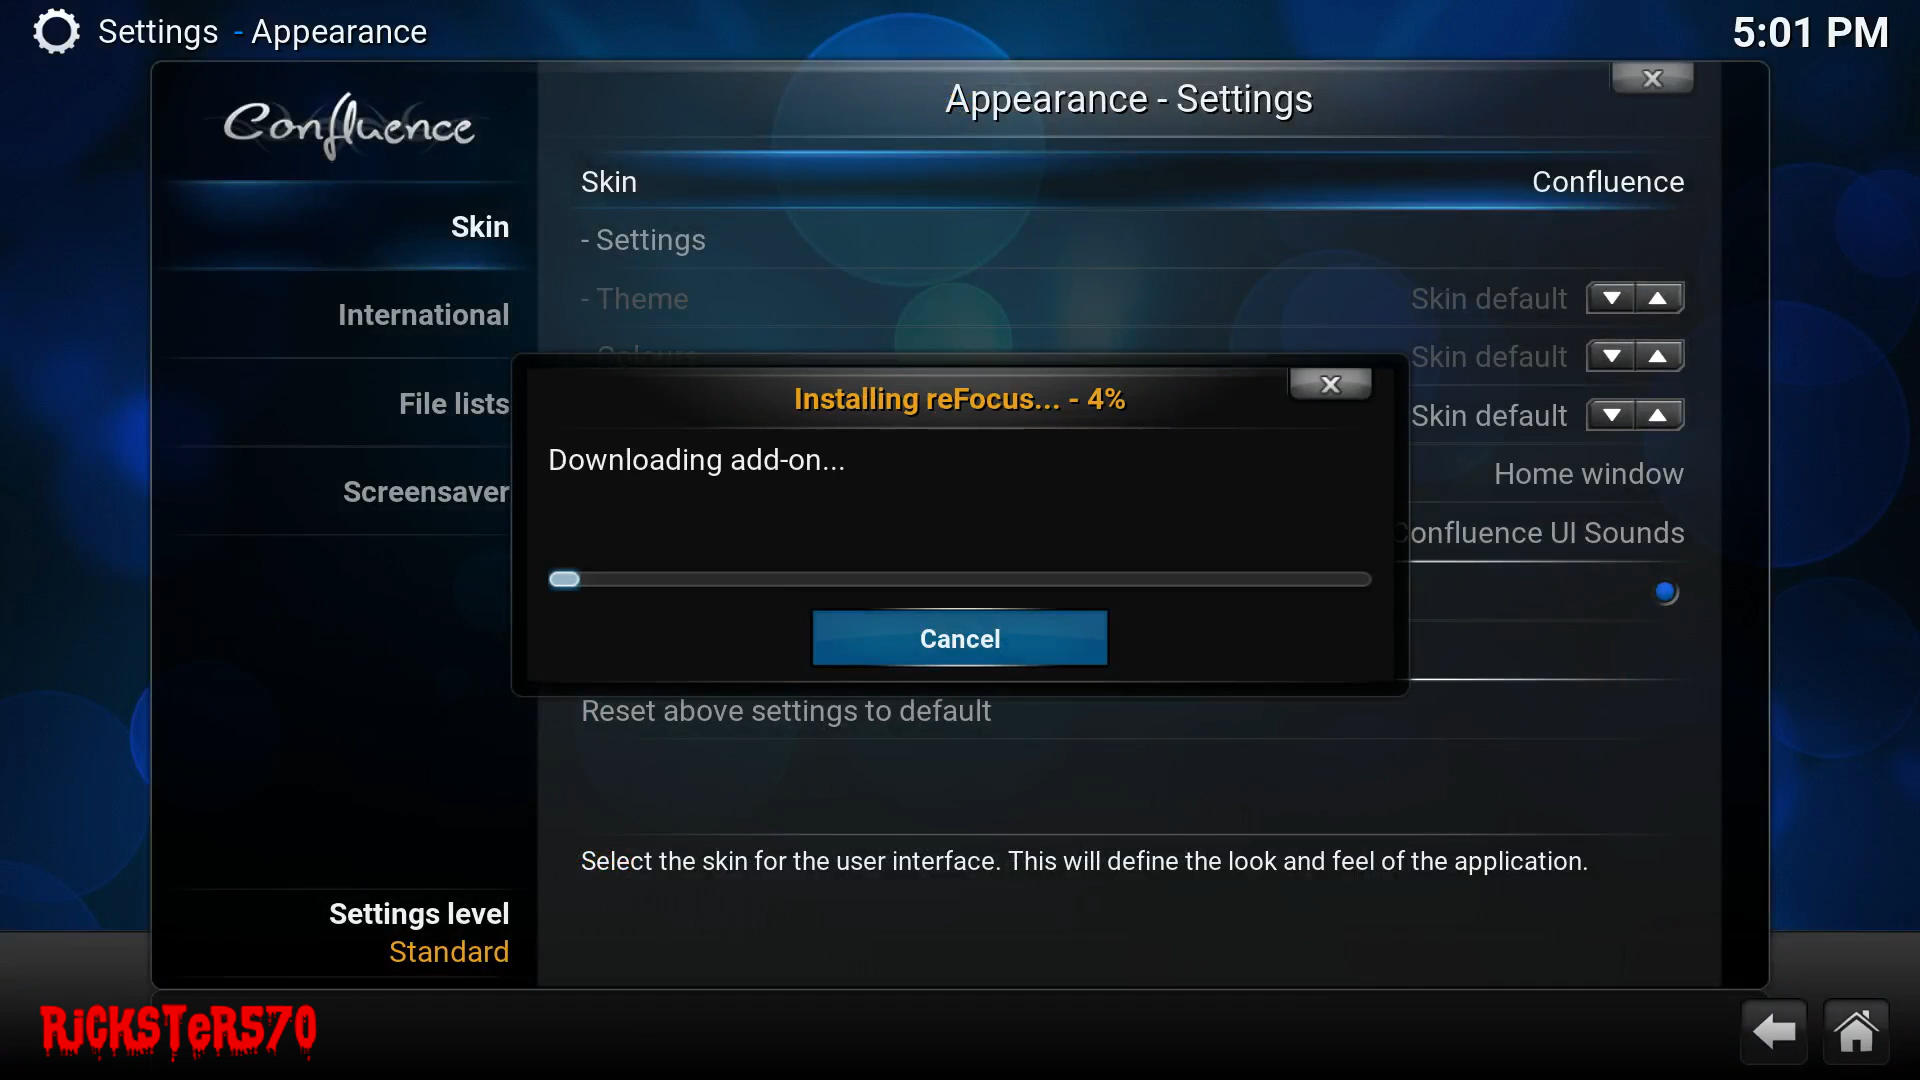 Settings - Appearance
5:01 PM
Confluence
Appearance - Settings
x
Skin
International
File lists
Screensaver
Skin Confluence
- Settings
- Theme Skin default
Skin default
Skin default
Home window
Confluence UI Sounds
Installing reFocus... - 4%
x
Downloading add-on...
Cancel
Reset above settings to default
Select the skin for the user interface. This will define the look and feel of the application.
Settings level
Standard
RiCKSTeR570